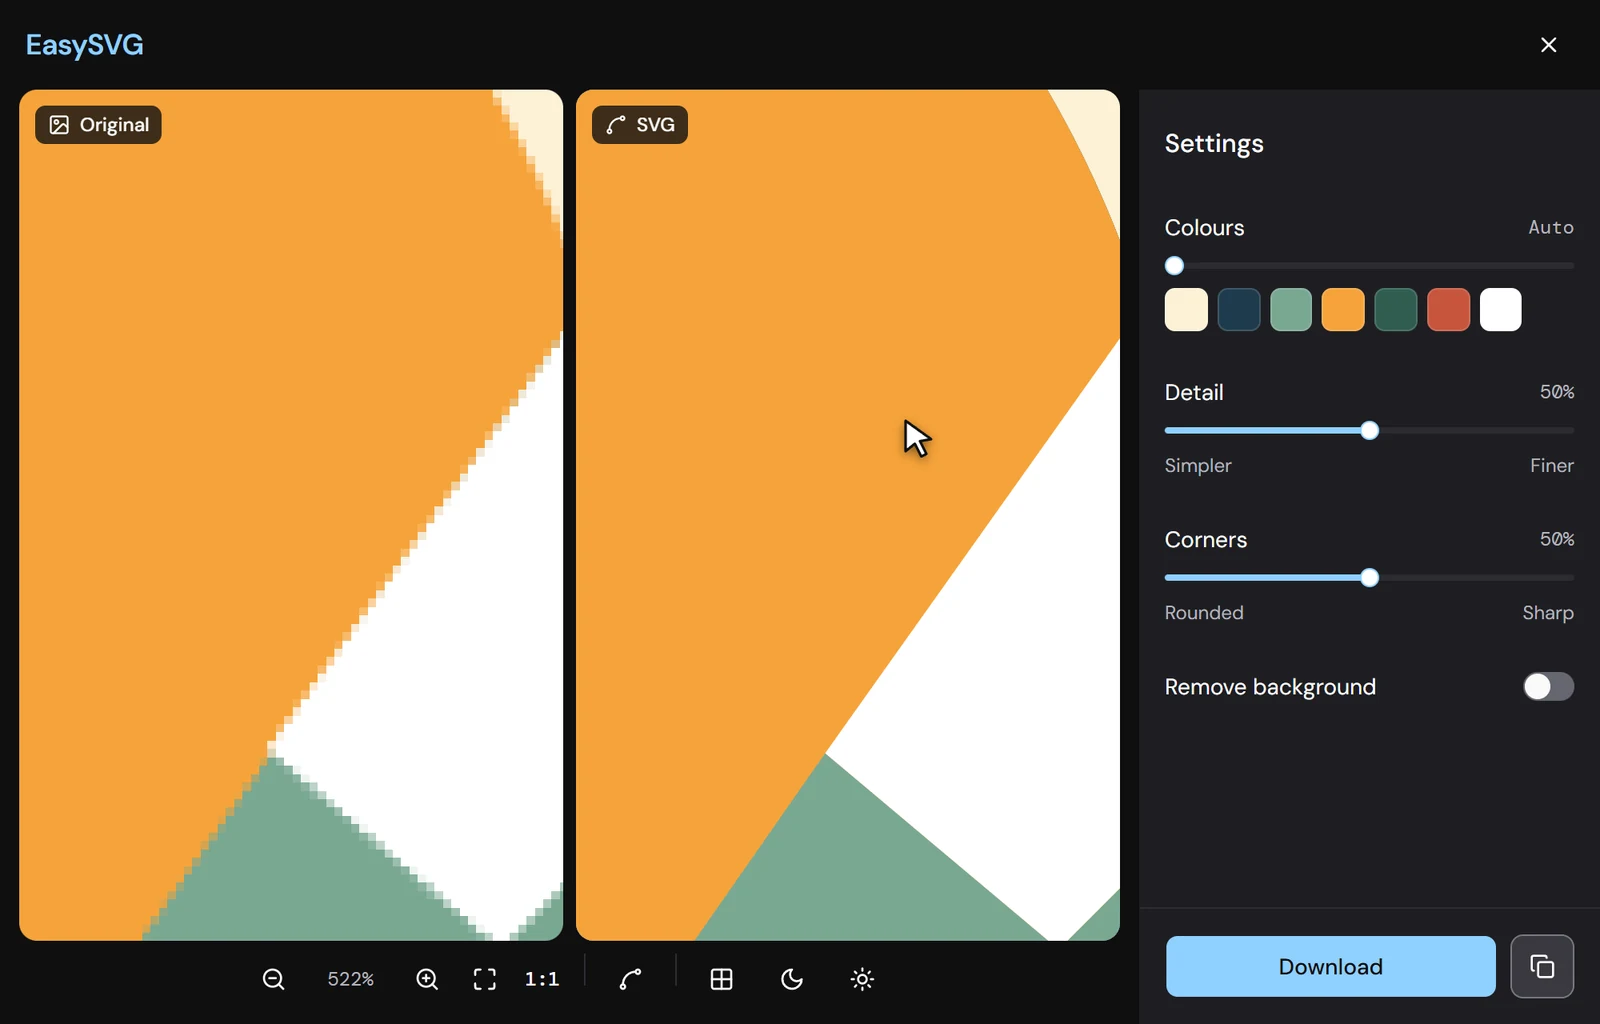 EasySVG
Original
SVG
Settings
Colours
Auto
Detail
50%
Simpler
Finer
Corners
50%
Rounded
Sharp
Remove background
522%
1:1
Download